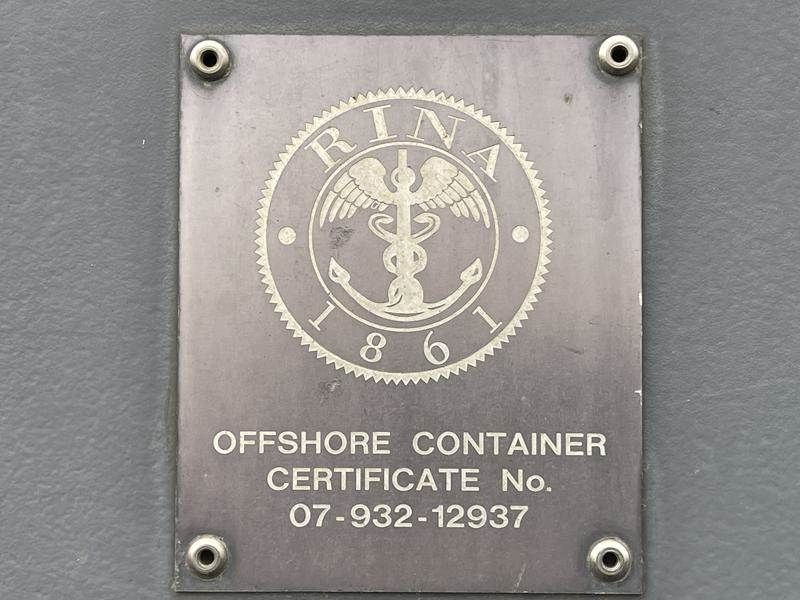 RINA
1861
OFFSHORE CONTAINER
CERTIFICATE No.
07-932-12937